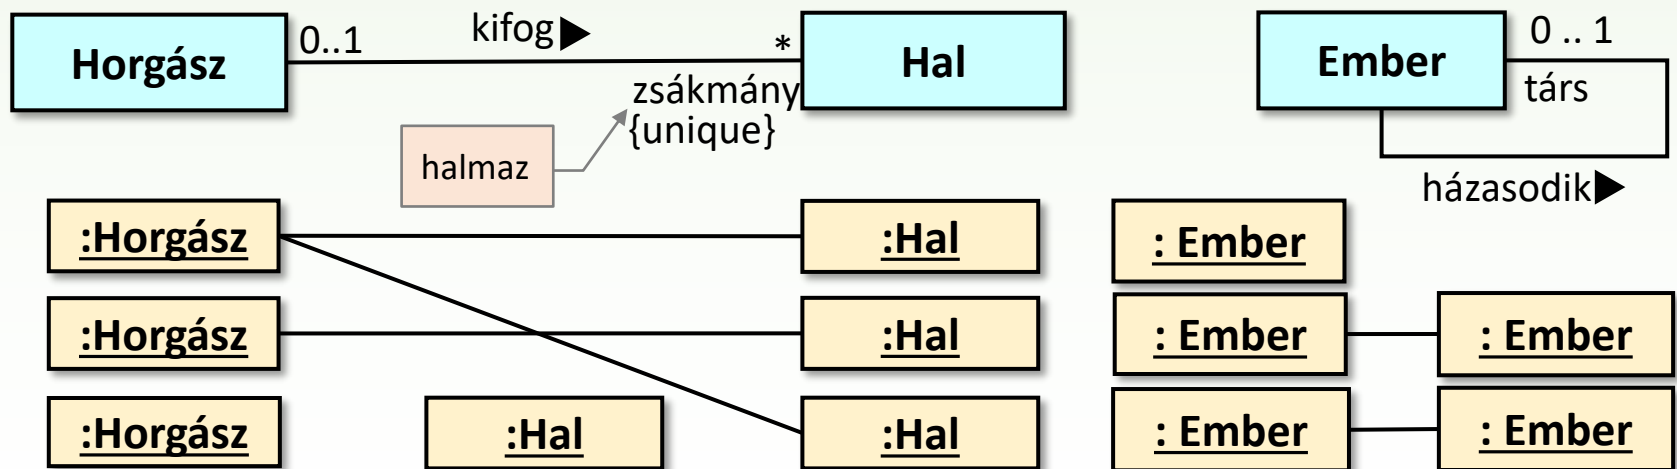 Horgász
0..1
kifog▶
*
Hal
zsákmány
{unique}
halmaz
Ember
0 .. 1
társ
házasodik▶
:Horgász
:Hal
: Ember
:Horgász
:Hal
: Ember
: Ember
:Horgász
:Hal
:Hal
: Ember
: Ember